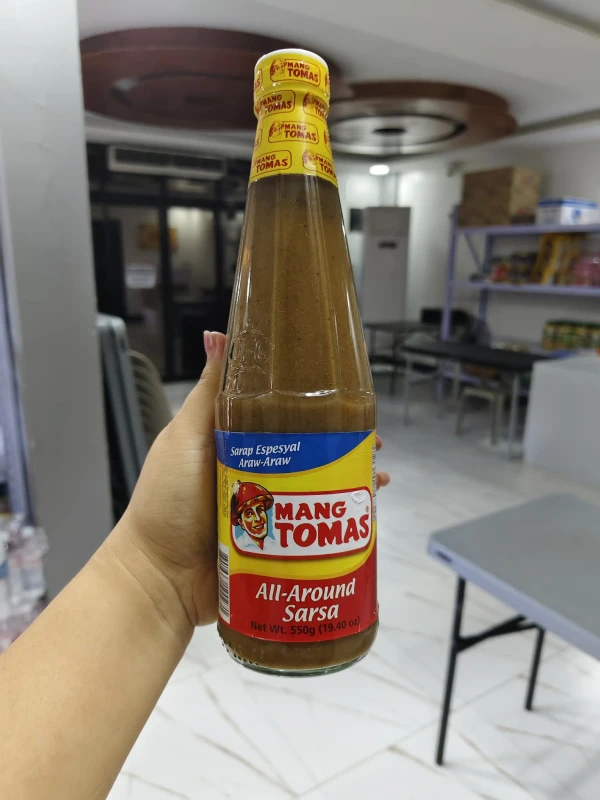 MANG
TOMAS
MANG
TOMAS
MANG
TOMAS
MANG
TOMAS
Sarap Espesyal
Araw-Araw
MANG
TOMAS®
All-Around
Sarsa
Net Wt. 550g (19.40 oz)